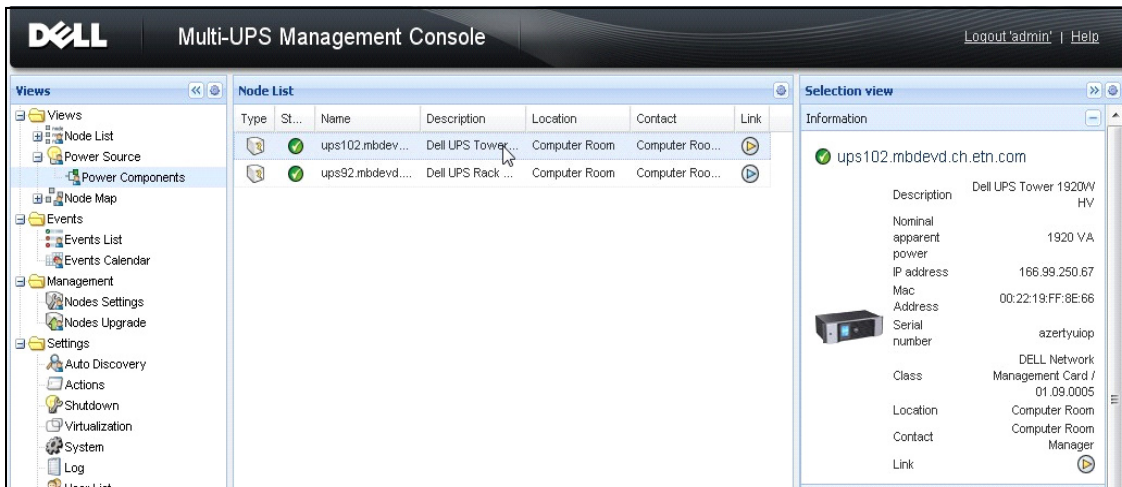 DELL Multi-UPS Management Console Logout 'admin' | Help
Views
Views
Node List
Power Source
Power Components
Node Map
Events
Events List
Events Calendar
Management
Nodes Settings
Nodes Upgrade
Settings
Auto Discovery
Actions
Shutdown
Virtualization
System
Log
User List
Node List
Type St... Name Description Location Contact Link
ups102.mbdev... Dell UPS Tower... Computer Room Computer Roo...
ups92.mbdevd.... Dell UPS Rack ... Computer Room Computer Roo...
Selection view
Information
ups102.mbdevd.ch.etn.com
Description Dell UPS Tower 1920W
HV
Nominal
apparent
power 1920 VA
IP address 166.99.250.67
Mac
Address 00:22:19:FF:8E:66
Serial
number azertyuiop
Class DELL Network
Management Card /
01.09.0005
Location Computer Room
Contact Computer Room
Manager
Link